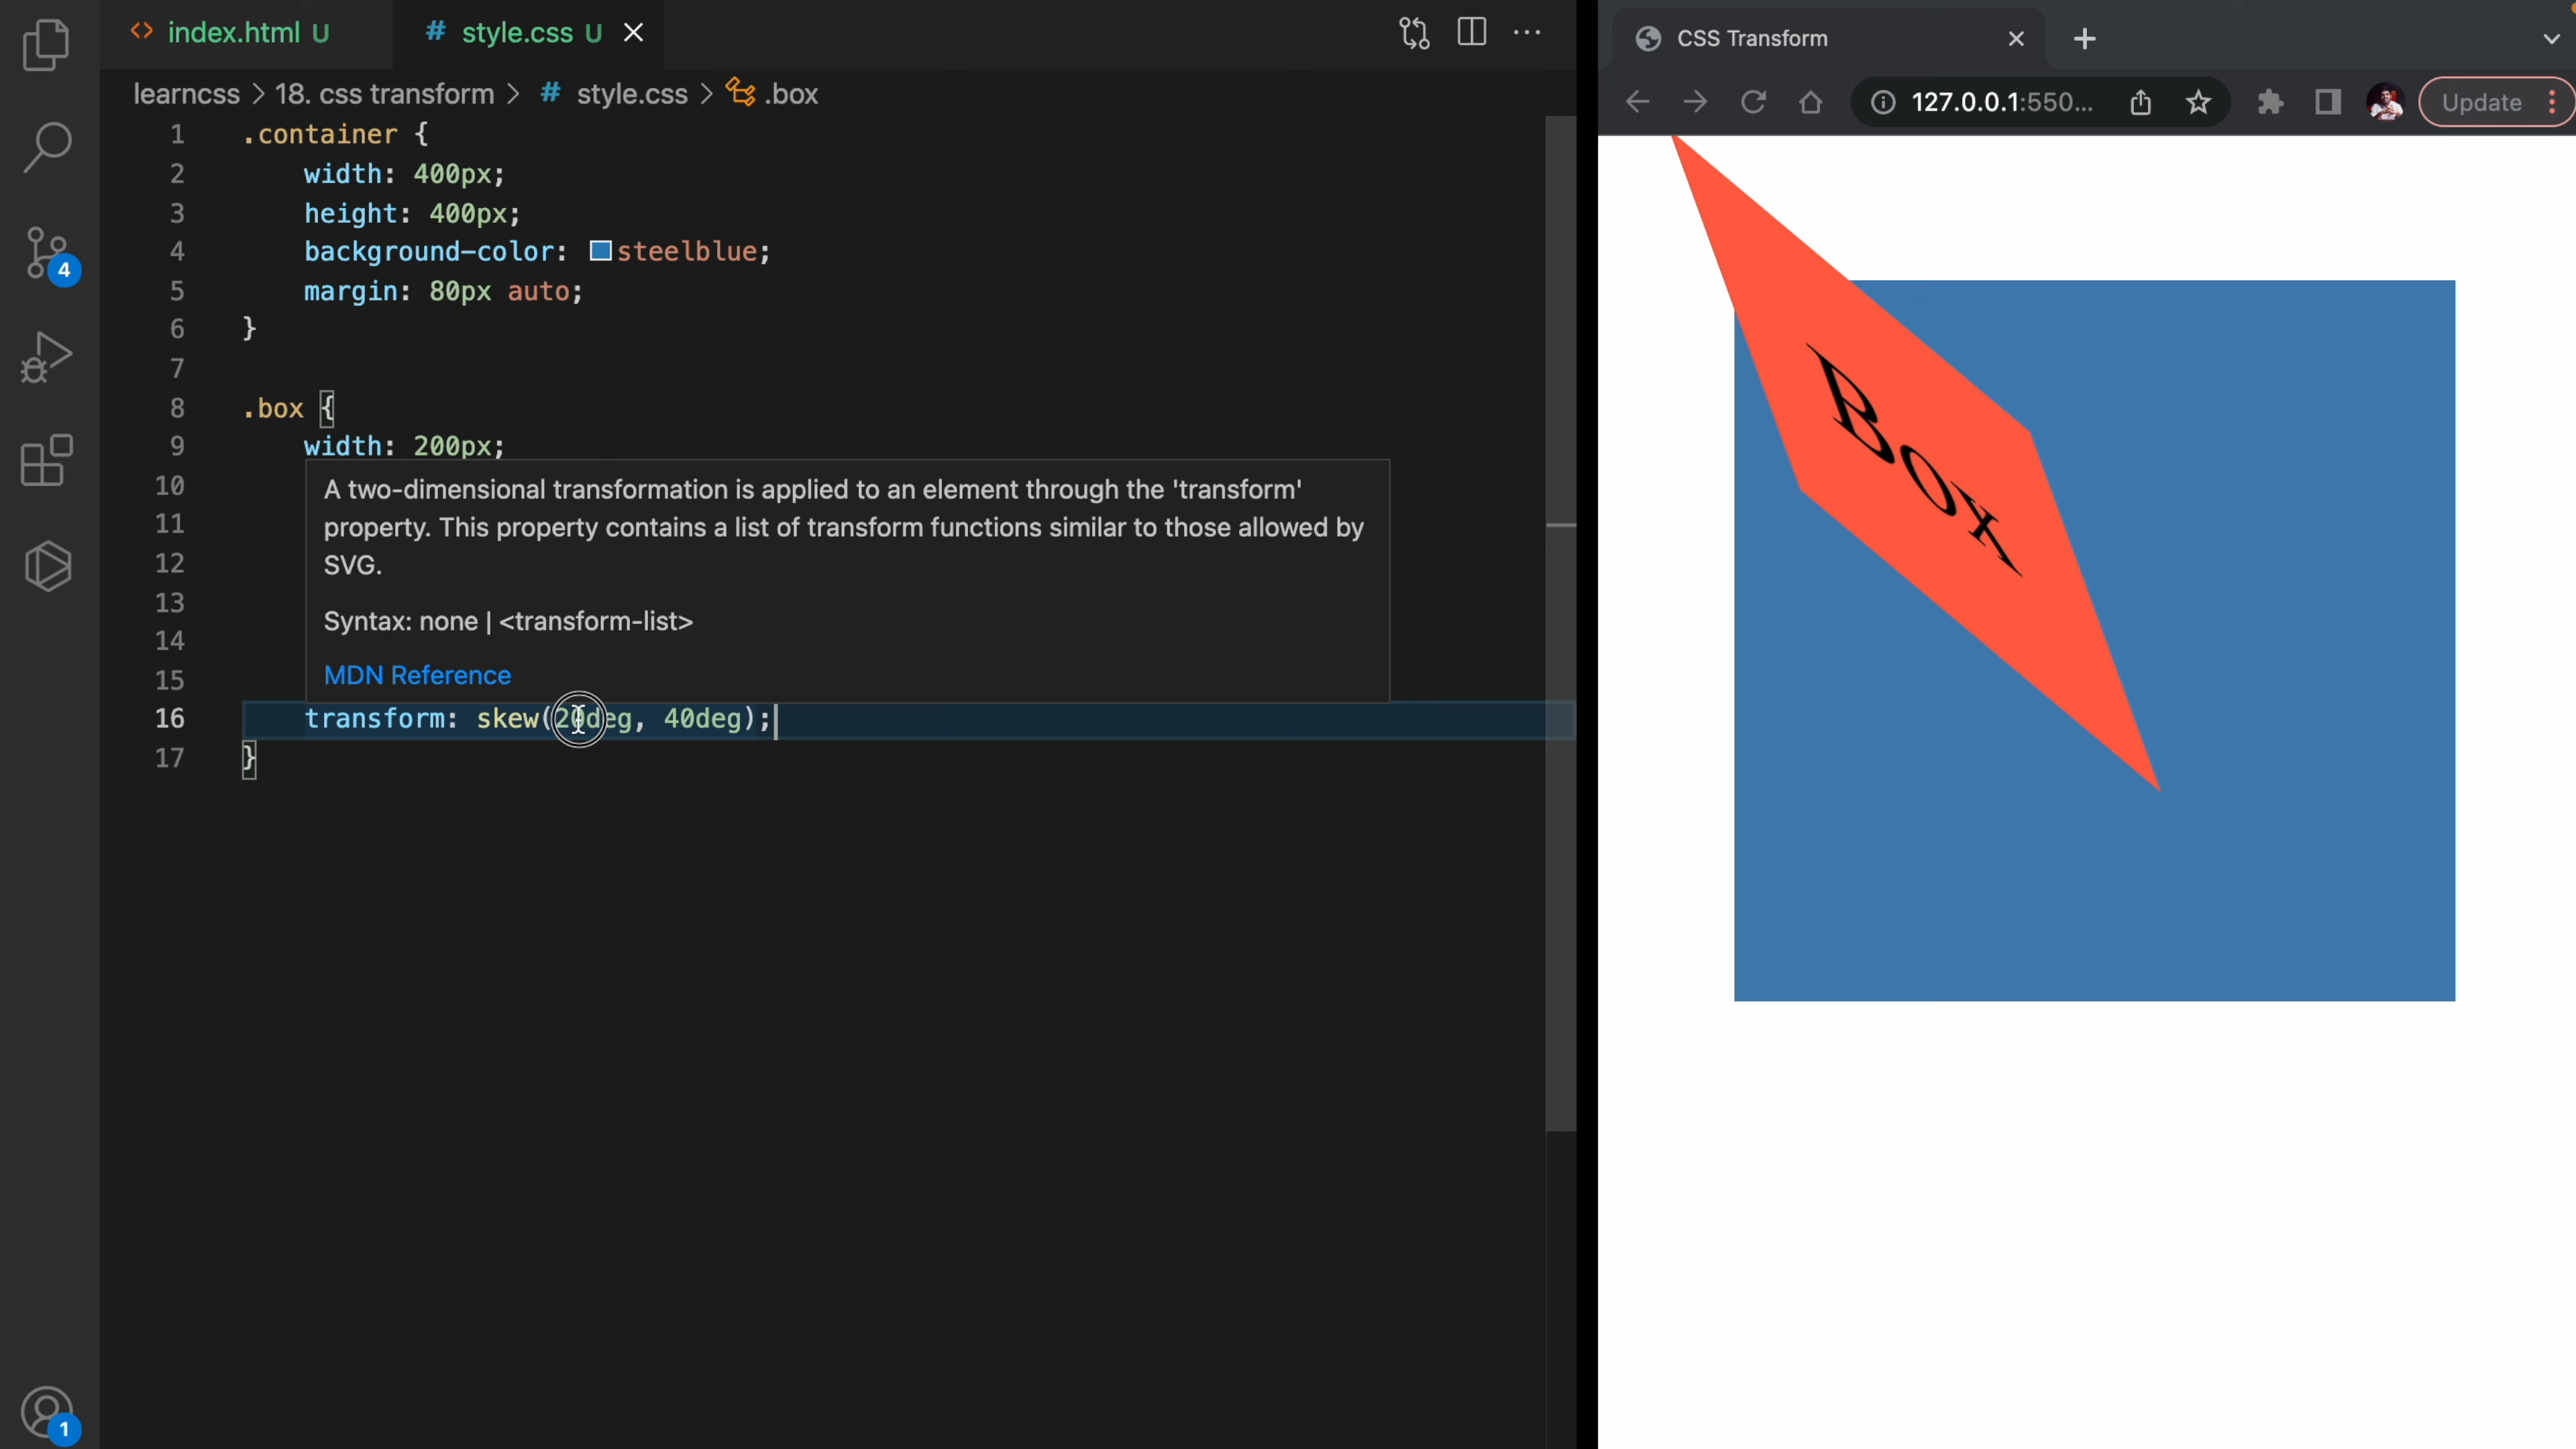 index.html U
style.css U
learncss > 18. css transform > # style.css > .box
1 .container {
2 width: 400px;
3 height: 400px;
4 background-color: steelblue;
5 margin: 80px auto;
6 }
7
8 .box {
9 width: 200px;
10
11
12
13
14
15
A two-dimensional transformation is applied to an element through the 'transform'
property. This property contains a list of transform functions similar to those allowed by
SVG.
Syntax: none | <transform-list>
MDN Reference
16 transform: skew(20deg, 40deg);
17 }
4
1
CSS Transform
127.0.0.1:550...
Update
Box